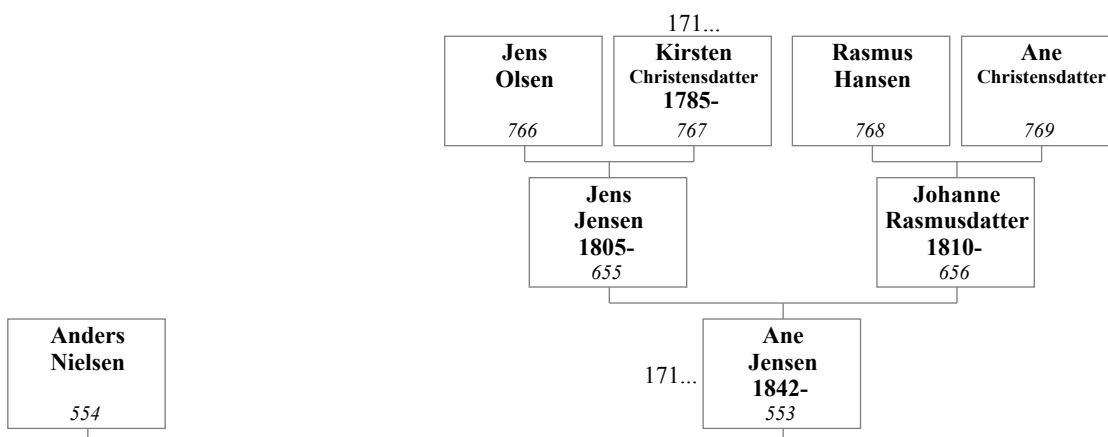 171...
Jens
Olsen
766
Kirsten
Christensdatter
1785-
767
Rasmus
Hansen
768
Ane
Christensdatter
769
Jens
Jensen
1805-
655
Johanne
Rasmusdatter
1810-
656
Anders
Nielsen
554
171...
Ane
Jensen
1842-
553